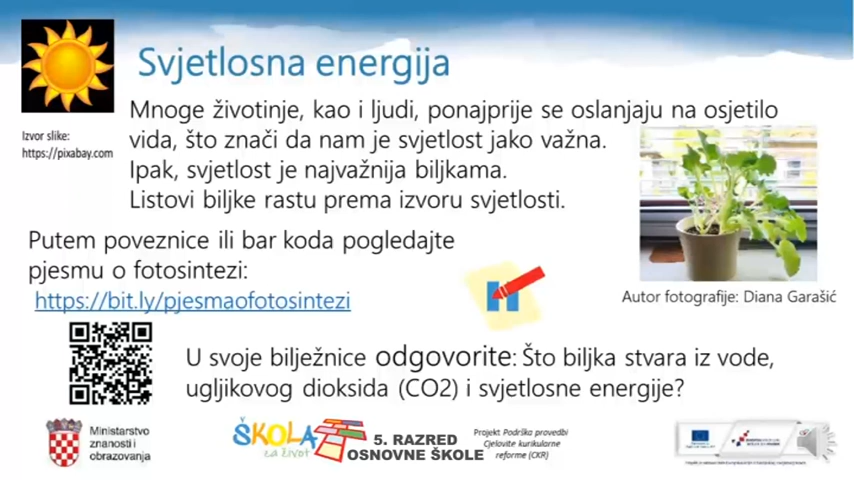 Svjetlosna energija
Mnoge životinje, kao i ljudi, ponajprije se oslanjaju na osjetilo
vida, što znači da nam je svjetlost jako važna.
Ipak, svjetlost je najvažnija biljkama.
Listovi biljke rastu prema izvoru svjetlosti.
Izvor slike:
https://pixabay.com
Putem poveznice ili bar koda pogledajte
pjesmu o fotosintezi:
https://bit.ly/pjesmaofotosintezi
Autor fotografije: Diana Garašić
U svoje bilježnice odgovorite: Što biljka stvara iz vode,
ugljikovog dioksida (CO2) i svjetlosne energije?
Ministarstvo
znanosti i
obrazovanja
ŠKOLA
za život
5. RAZRED
OSNOVNE ŠKOLE
Projekt Podrška provedbi
Cjelovite kurikularne
reforme (CKR)